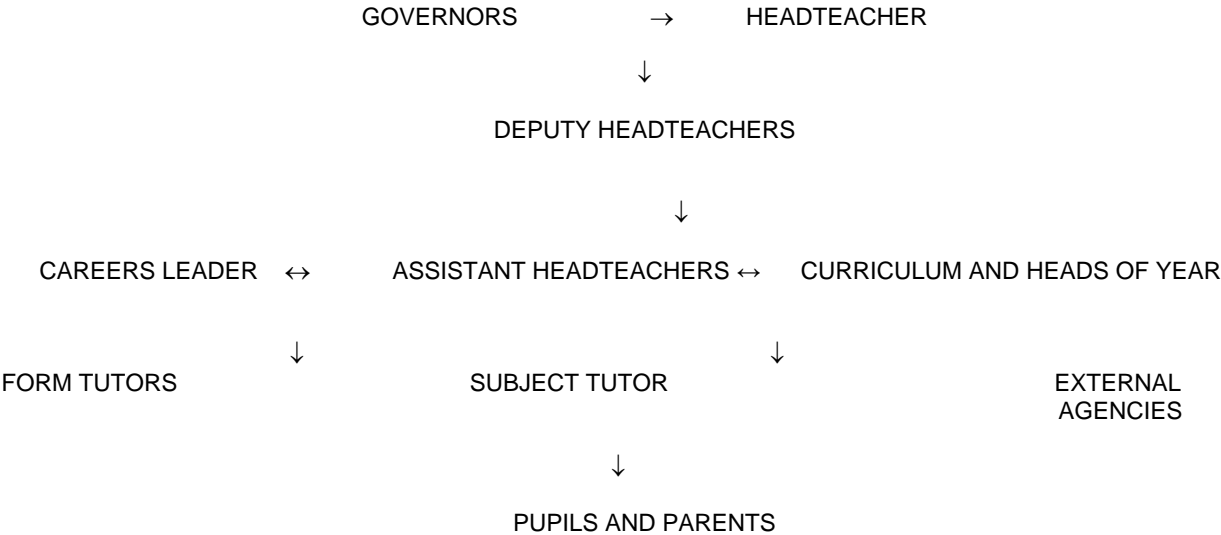 GOVERNORS → HEADTEACHER
↓
DEPUTY HEADTEACHERS
↓
CAREERS LEADER ↔ ASSISTANT HEADTEACHERS ↔ CURRICULUM AND HEADS OF YEAR
↓ ↓
FORM TUTORS SUBJECT TUTOR EXTERNAL
AGENCIES
↓
PUPILS AND PARENTS